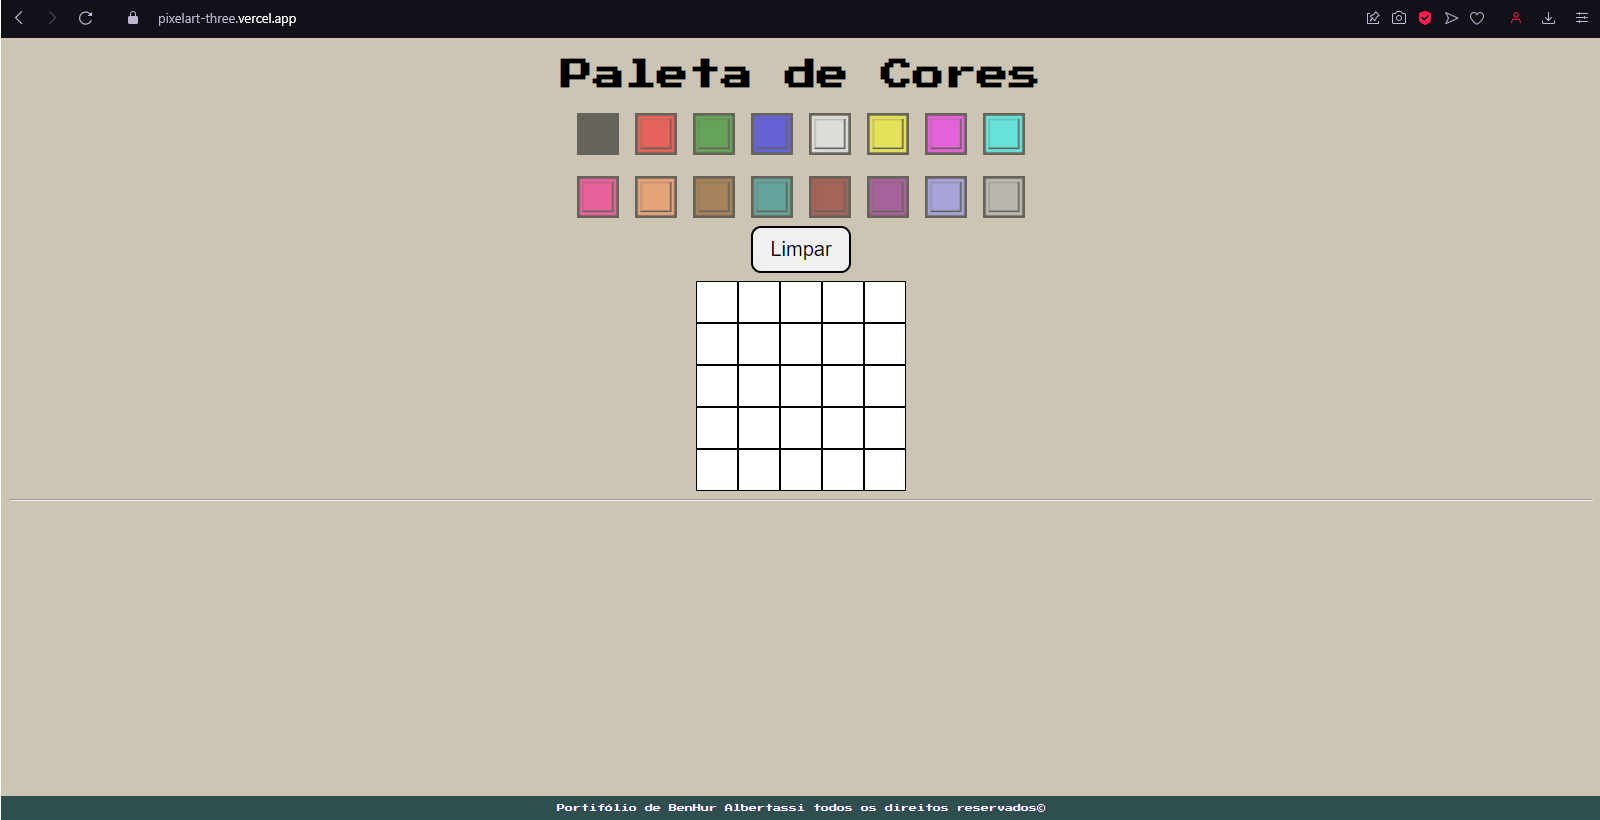 pixelart-three.vercel.app
Paleta de Cores
Limpar
Portifólio de BenHur Albertassi todos os direitos reservados©